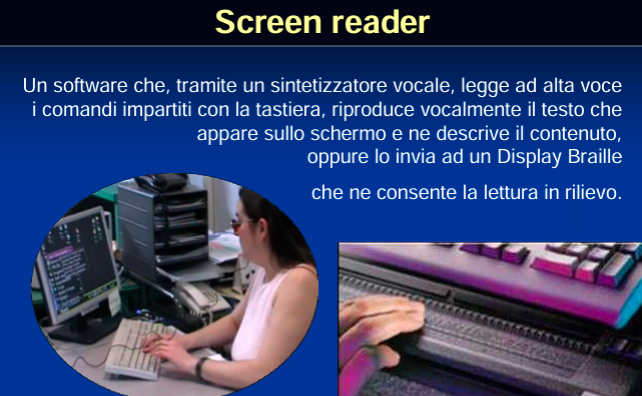 Screen reader
Un software che, tramite un sintetizzatore vocale, legge ad alta voce
i comandi impartiti con la tastiera, riproduce vocalmente il testo che
appare sullo schermo e ne descrive il contenuto,
oppure lo invia ad un Display Braille
che ne consente la lettura in rilievo.